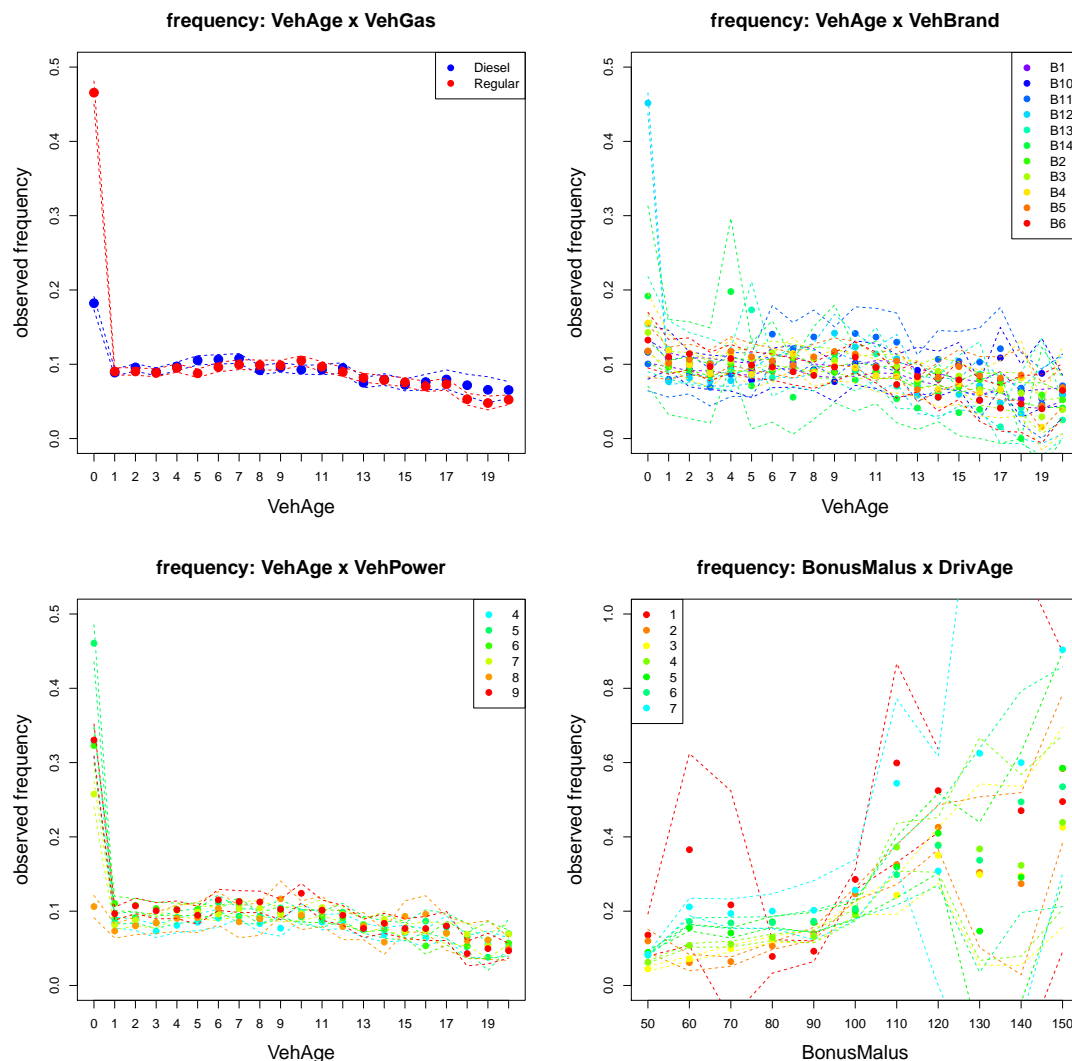 frequency: VehAge x VehGas
observed frequency
0.0 0.1 0.2 0.3 0.4 0.5
Diesel
Regular
0 1 2 3 4 5 6 7 8 9 11 13 15 17 19
VehAge
frequency: VehAge x VehBrand
observed frequency
0.0 0.1 0.2 0.3 0.4 0.5
B1
B10
B11
B12
B13
B14
B2
B3
B4
B5
B6
0 1 2 3 4 5 6 7 8 9 11 13 15 17 19
VehAge
frequency: VehAge x VehPower
observed frequency
0.0 0.1 0.2 0.3 0.4 0.5
4
5
6
7
8
9
0 1 2 3 4 5 6 7 8 9 11 13 15 17 19
VehAge
frequency: BonusMalus x DrivAge
observed frequency
0.0 0.2 0.4 0.6 0.8 1.0
1
2
3
4
5
6
7
50 60 70 80 90 100 110 120 130 140 150
BonusMalus